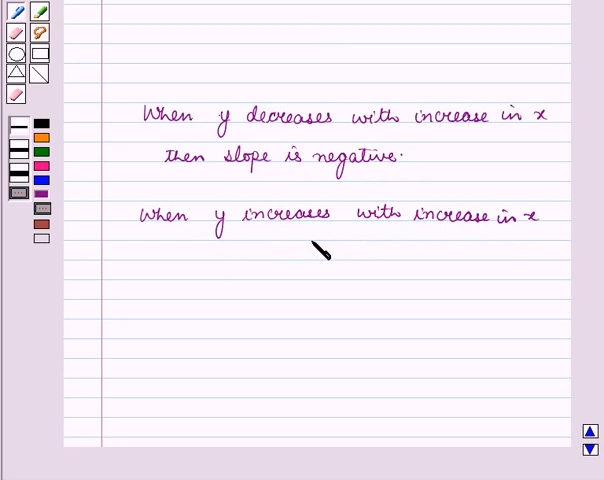 When y decreases with increase in x
then slope is negative.
When y increases with increase in x